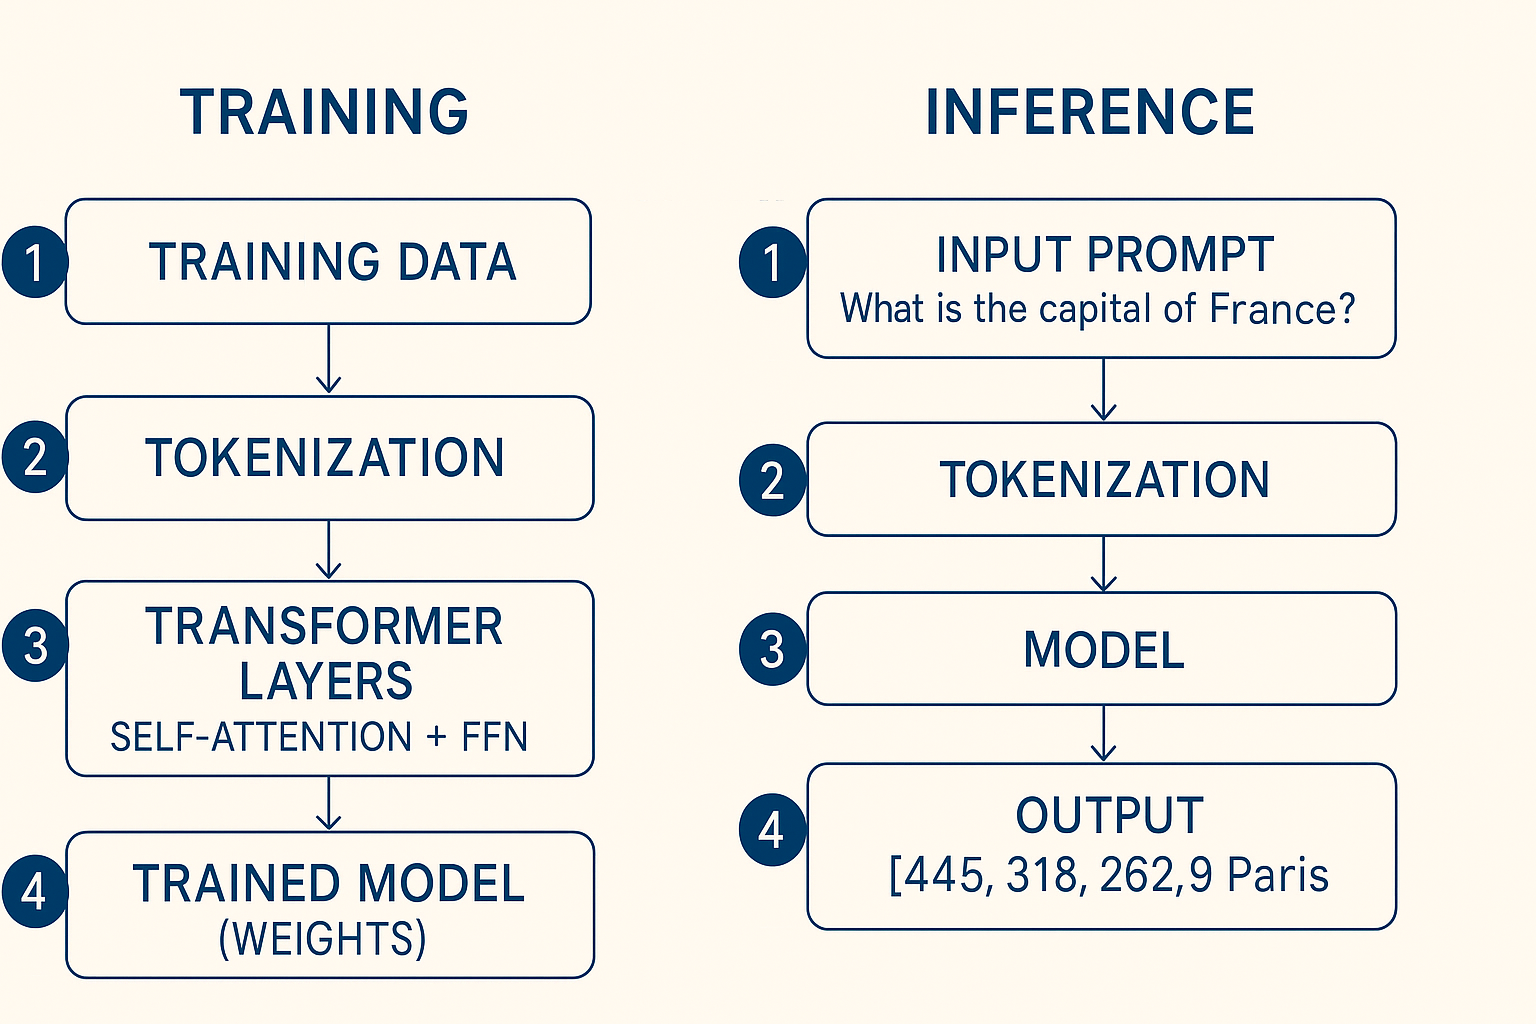 TRAINING
1
TRAINING DATA
2
TOKENIZATION
3
TRANSFORMER
LAYERS
SELF-ATTENTION + FFN
4
TRAINED MODEL
(WEIGHTS)
INFERENCE
1
INPUT PROMPT
What is the capital of France?
2
TOKENIZATION
3
MODEL
4
OUTPUT
[445, 318, 262,9 Paris